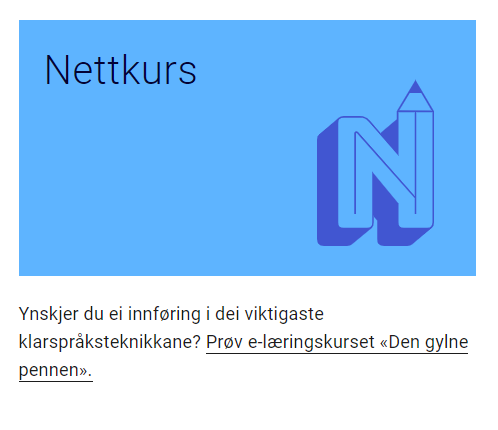 Nettkurs
N
Ynskjer du ei innføring i dei viktigaste
klarspråksteknikkane? Prøv e-læringskurset «Den gylne
pennen».